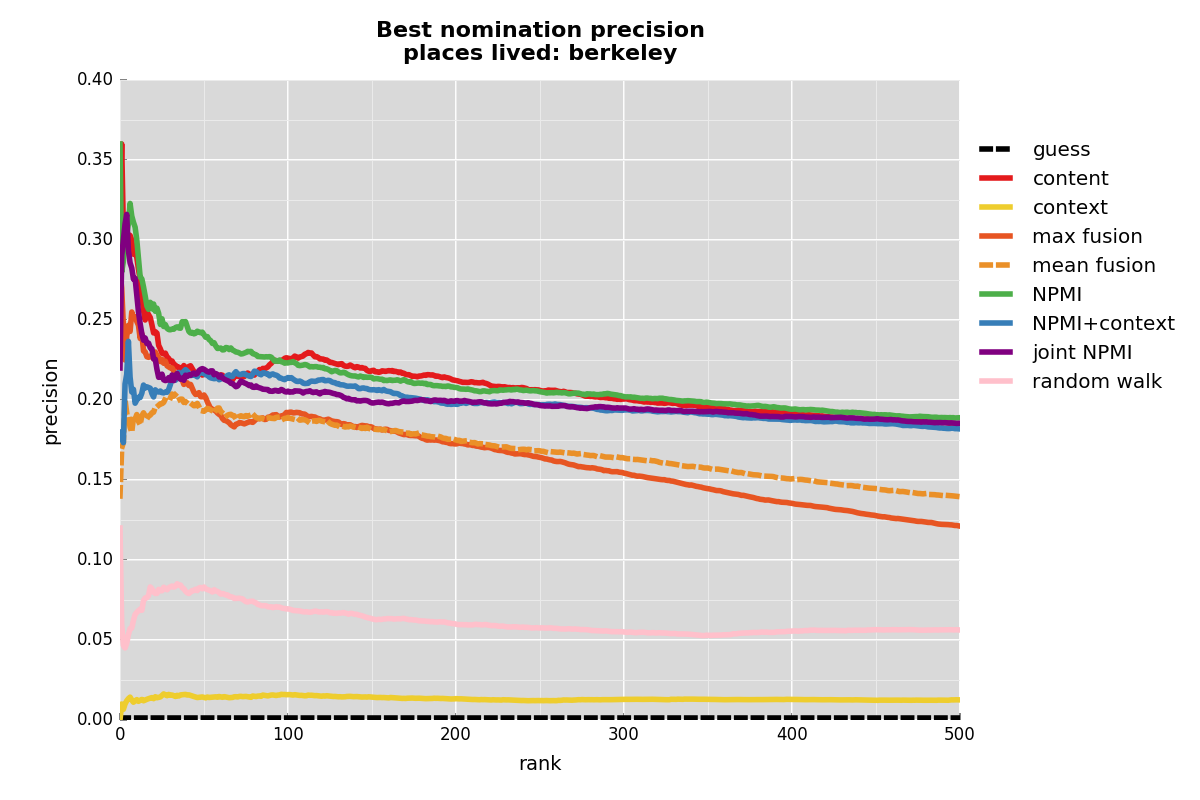 Best nomination precision
places lived: berkeley
precision
0.40
0.35
0.30
0.25
0.20
0.15
0.10
0.05
0.00
0
100
200
300
400
500
rank
guess
content
context
max fusion
mean fusion
NPMI
NPMI+context
joint NPMI
random walk